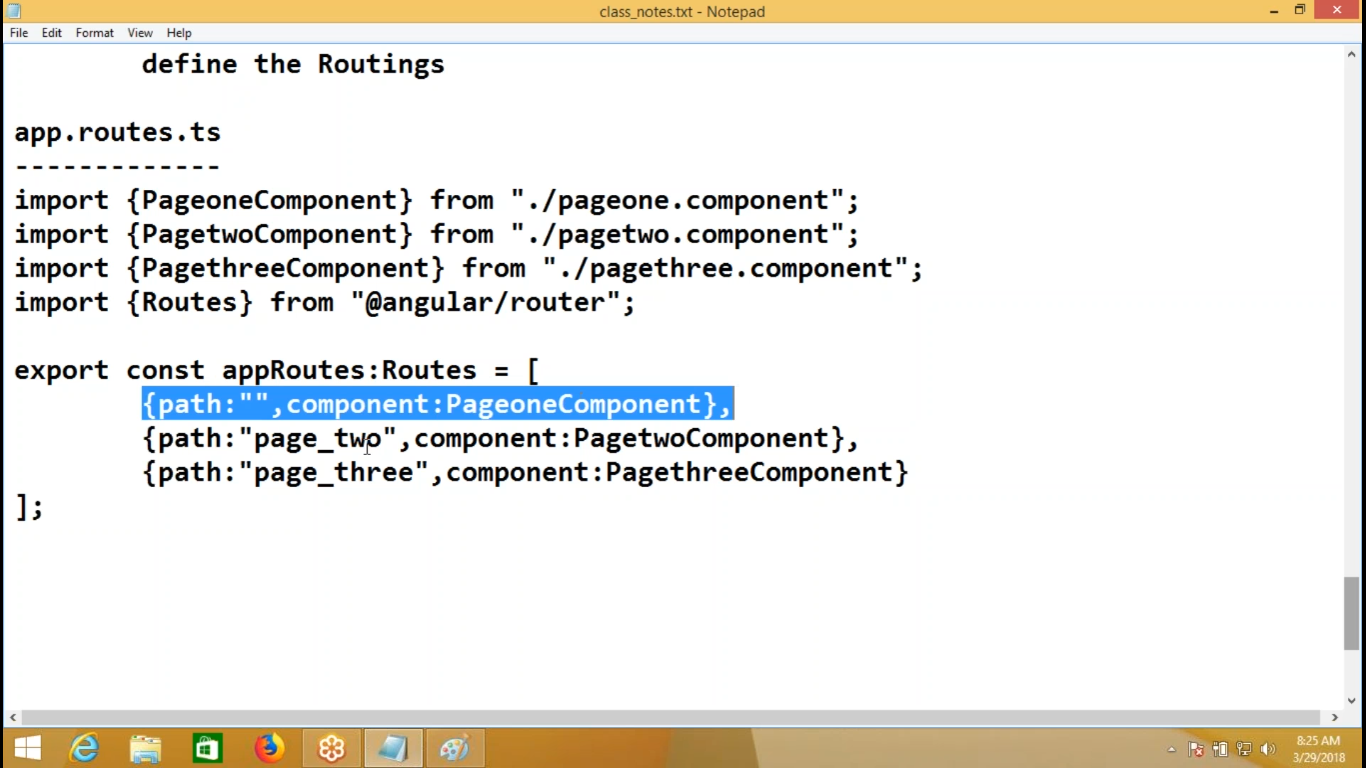 class_notes.txt - Notepad
File Edit Format View Help
define the Routings
app.routes.ts
-------------
import {PageoneComponent} from "./pageone.component";
import {PagetwoComponent} from "./pagetwo.component";
import {PagethreeComponent} from "./pagethree.component";
import {Routes} from "@angular/router";
export const appRoutes:Routes = [
{path:"",component:PageoneComponent},
{path:"page_two",component:PagetwoComponent},
{path:"page_three",component:PagethreeComponent}
];
8:25 AM
3/29/2018